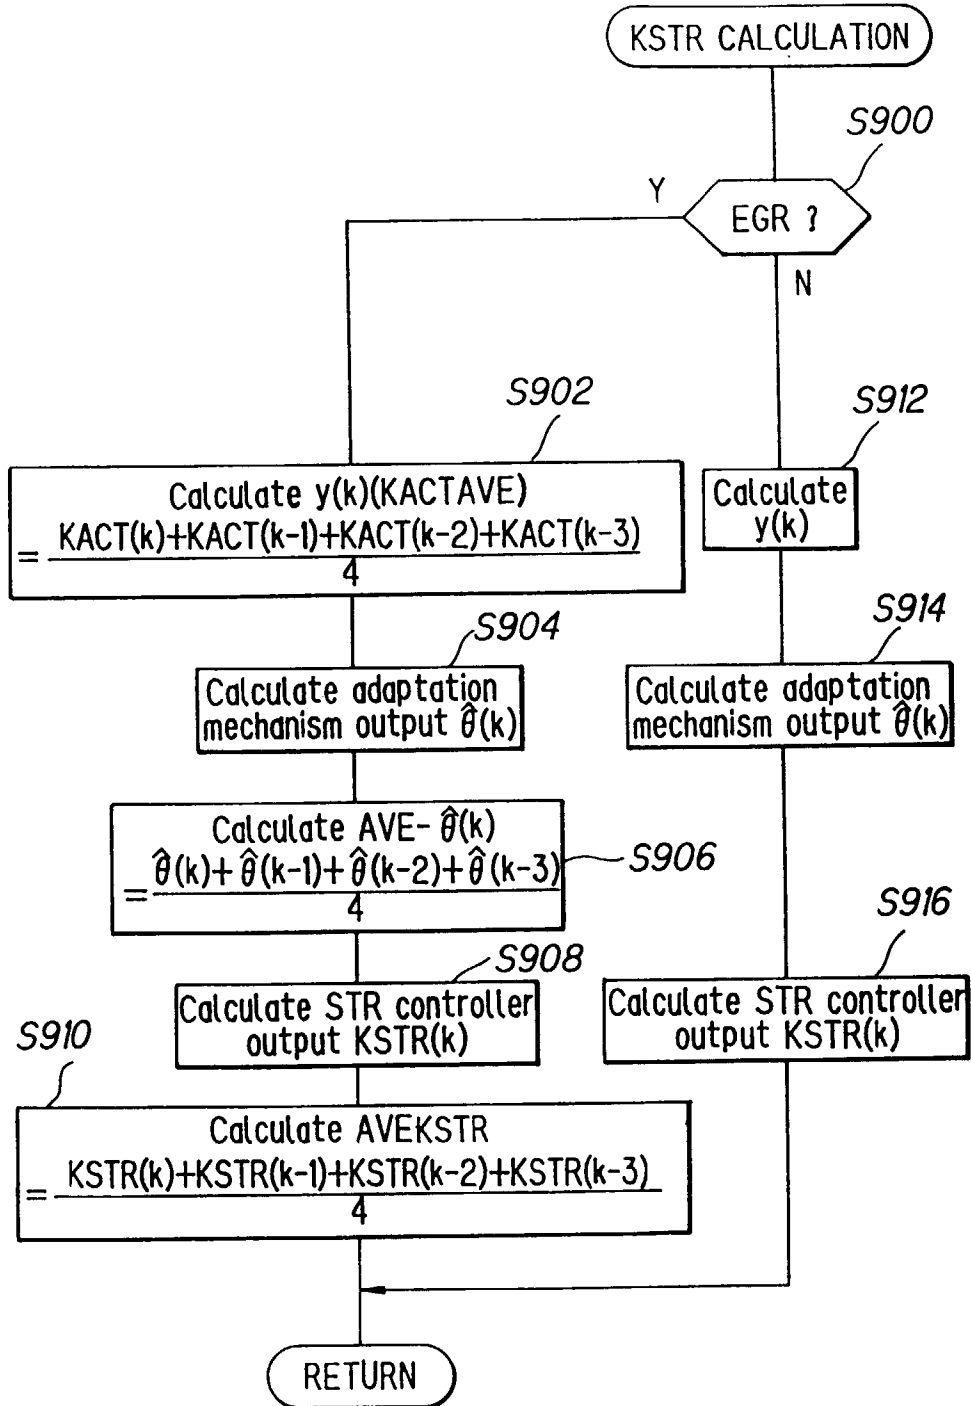 KSTR CALCULATION
S900
EGR ?
Y
N
S902
Calculate y(k)(KACTAVE)
= KACT(k)+KACT(k-1)+KACT(k-2)+KACT(k-3)
4
S904
Calculate adaptation
mechanism output θ̂(k)
Calculate AVE- θ̂(k)
= θ̂(k)+θ̂(k-1)+θ̂(k-2)+θ̂(k-3)
4
S906
S908
Calculate STR controller
output KSTR(k)
S910
Calculate AVEKSTR
= KSTR(k)+KSTR(k-1)+KSTR(k-2)+KSTR(k-3)
4
S912
Calculate
y(k)
S914
Calculate adaptation
mechanism output θ̂(k)
S916
Calculate STR controller
output KSTR(k)
RETURN